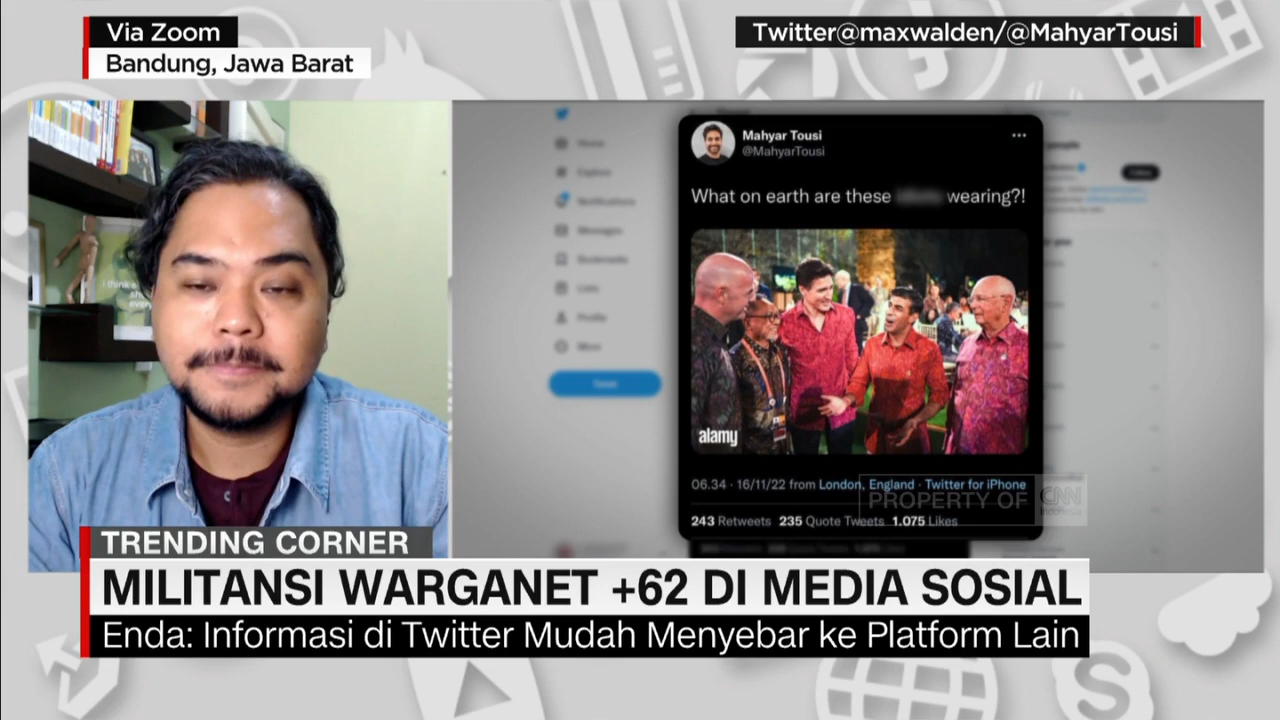 Via Zoom
Bandung, Jawa Barat
Twitter@maxwalden/@MahyarTousi
Mahyar Tousi
@MahyarTousi
What on earth are these wearing?!
alamy
06.34 · 16/11/22 from London, England · Twitter for iPhone
243 Retweets 235 Quote Tweets 1.075 Likes
PROPERTY OF CNN Indonesia
TRENDING CORNER
MILITANSI WARGANET +62 DI MEDIA SOSIAL
Enda: Informasi di Twitter Mudah Menyebar ke Platform Lain